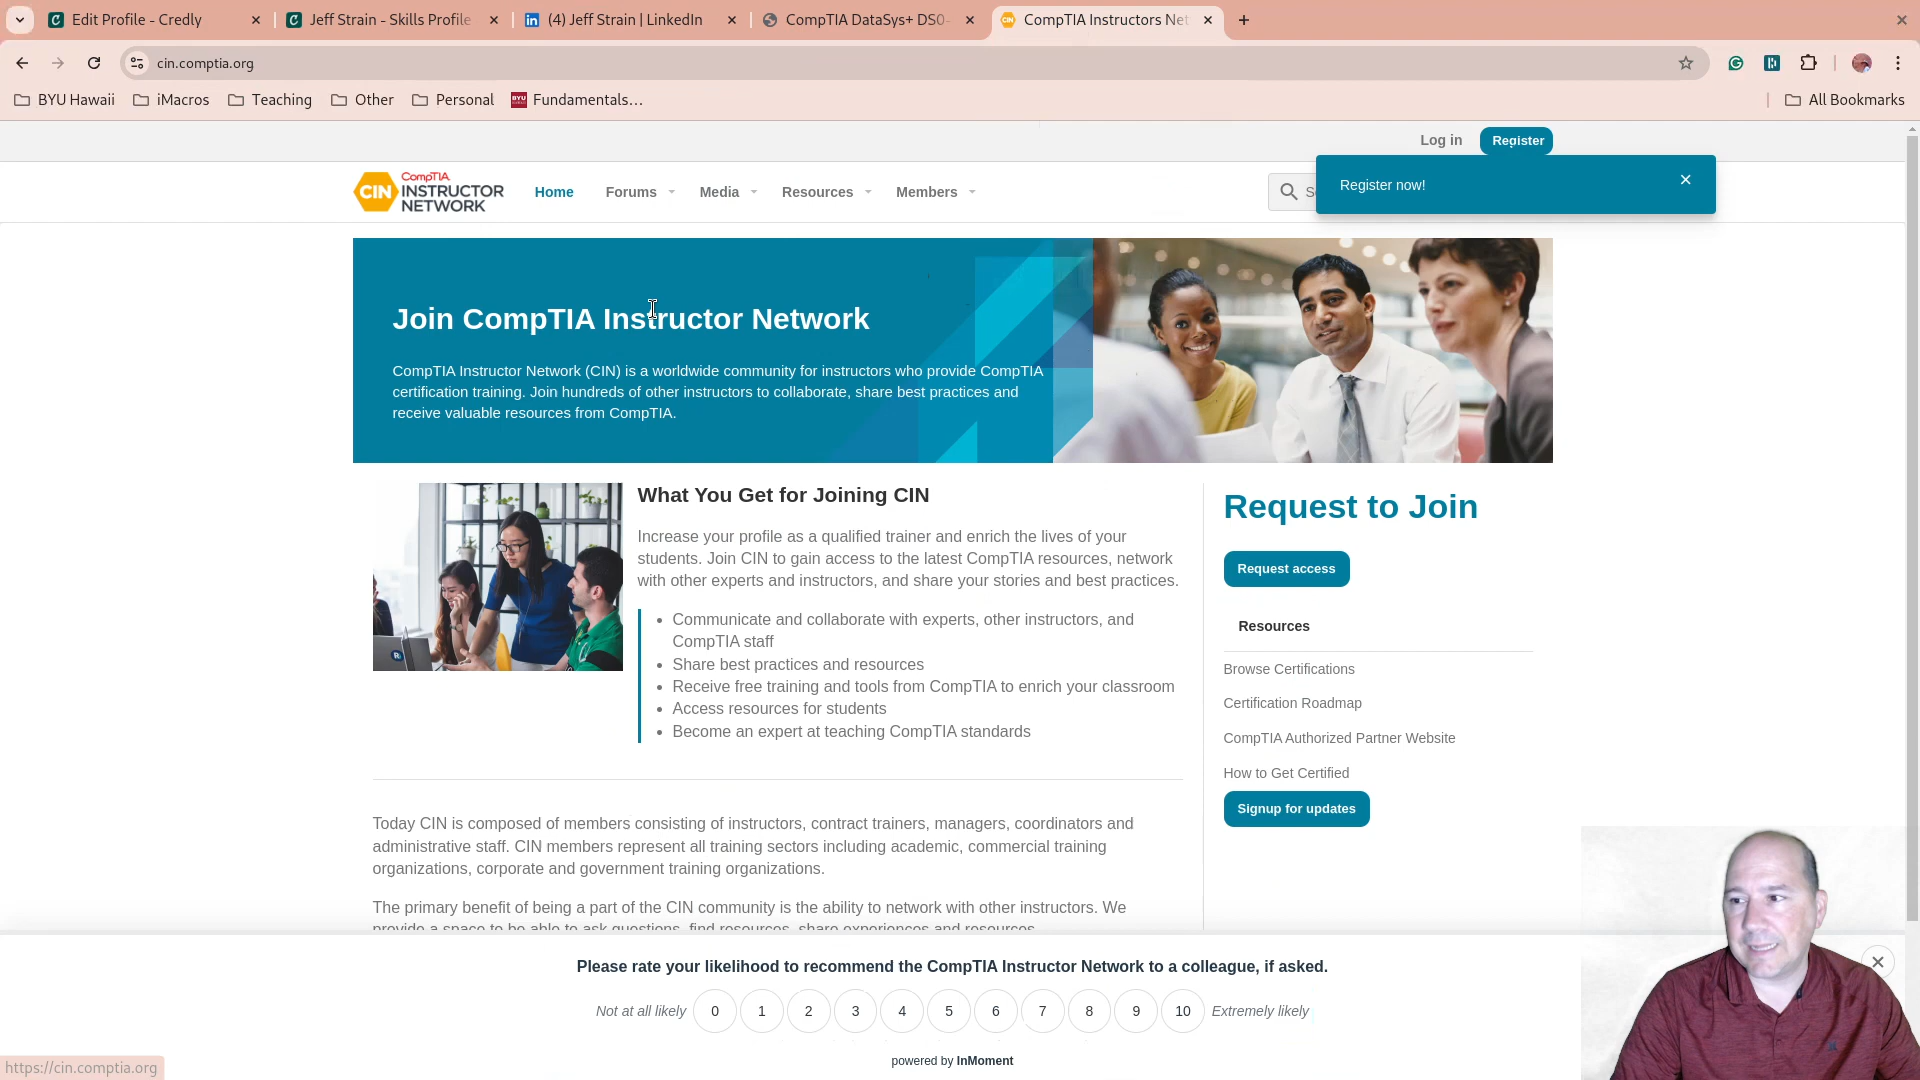 Edit Profile - Credly
Jeff Strain - Skills Profile
(4) Jeff Strain | LinkedIn
CompTIA DataSys+ DS0-
CompTIA Instructors Net
cin.comptia.org
BYU Hawaii
iMacros
Teaching
Other
Personal
Fundamentals...
All Bookmarks
Log in
Register
Register now!
CIN
CompTIA
INSTRUCTOR
NETWORK
Home
Forums
Media
Resources
Members
Join CompTIA Instructor Network
CompTIA Instructor Network (CIN) is a worldwide community for instructors who provide CompTIA
certification training. Join hundreds of other instructors to collaborate, share best practices and
receive valuable resources from CompTIA.
What You Get for Joining CIN
Increase your profile as a qualified trainer and enrich the lives of your
students. Join CIN to gain access to the latest CompTIA resources, network
with other experts and instructors, and share your stories and best practices.
• Communicate and collaborate with experts, other instructors, and
CompTIA staff
• Share best practices and resources
• Receive free training and tools from CompTIA to enrich your classroom
• Access resources for students
• Become an expert at teaching CompTIA standards
Request to Join
Request access
Resources
Browse Certifications
Certification Roadmap
CompTIA Authorized Partner Website
How to Get Certified
Signup for updates
Today CIN is composed of members consisting of instructors, contract trainers, managers, coordinators and
administrative staff. CIN members represent all training sectors including academic, commercial training
organizations, corporate and government training organizations.
The primary benefit of being a part of the CIN community is the ability to network with other instructors. We
provide a space to be able to ask questions, find resources, share experiences and resources
Please rate your likelihood to recommend the CompTIA Instructor Network to a colleague, if asked.
Not at all likely 0 1 2 3 4 5 6 7 8 9 10 Extremely likely
powered by InMoment
https://cin.comptia.org